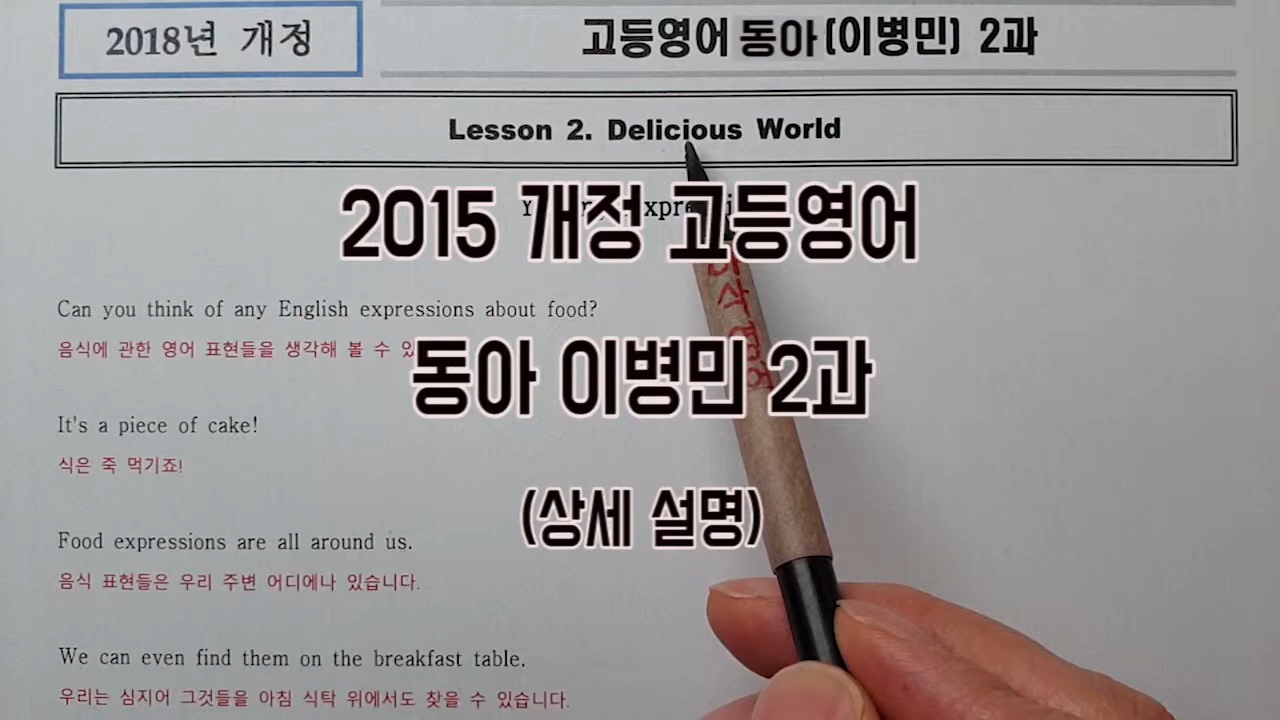 2018년 개정
고등영어 동아(이병민) 2과
Lesson 2. Delicious World
2015 개정 고등영어
Can you think of any English expressions about food?
음식에 관한 영어 표현들을 생각해 볼 수
동아 이병민 2과
It's a piece of cake!
식은 죽 먹기죠!
(상세 설명)
Food expressions are all around us.
음식 표현들은 우리 주변 어디에나 있습니다.
We can even find them on the breakfast table.
우리는 심지어 그것들을 아침 식탁 위에서도 찾을 수 있습니다.